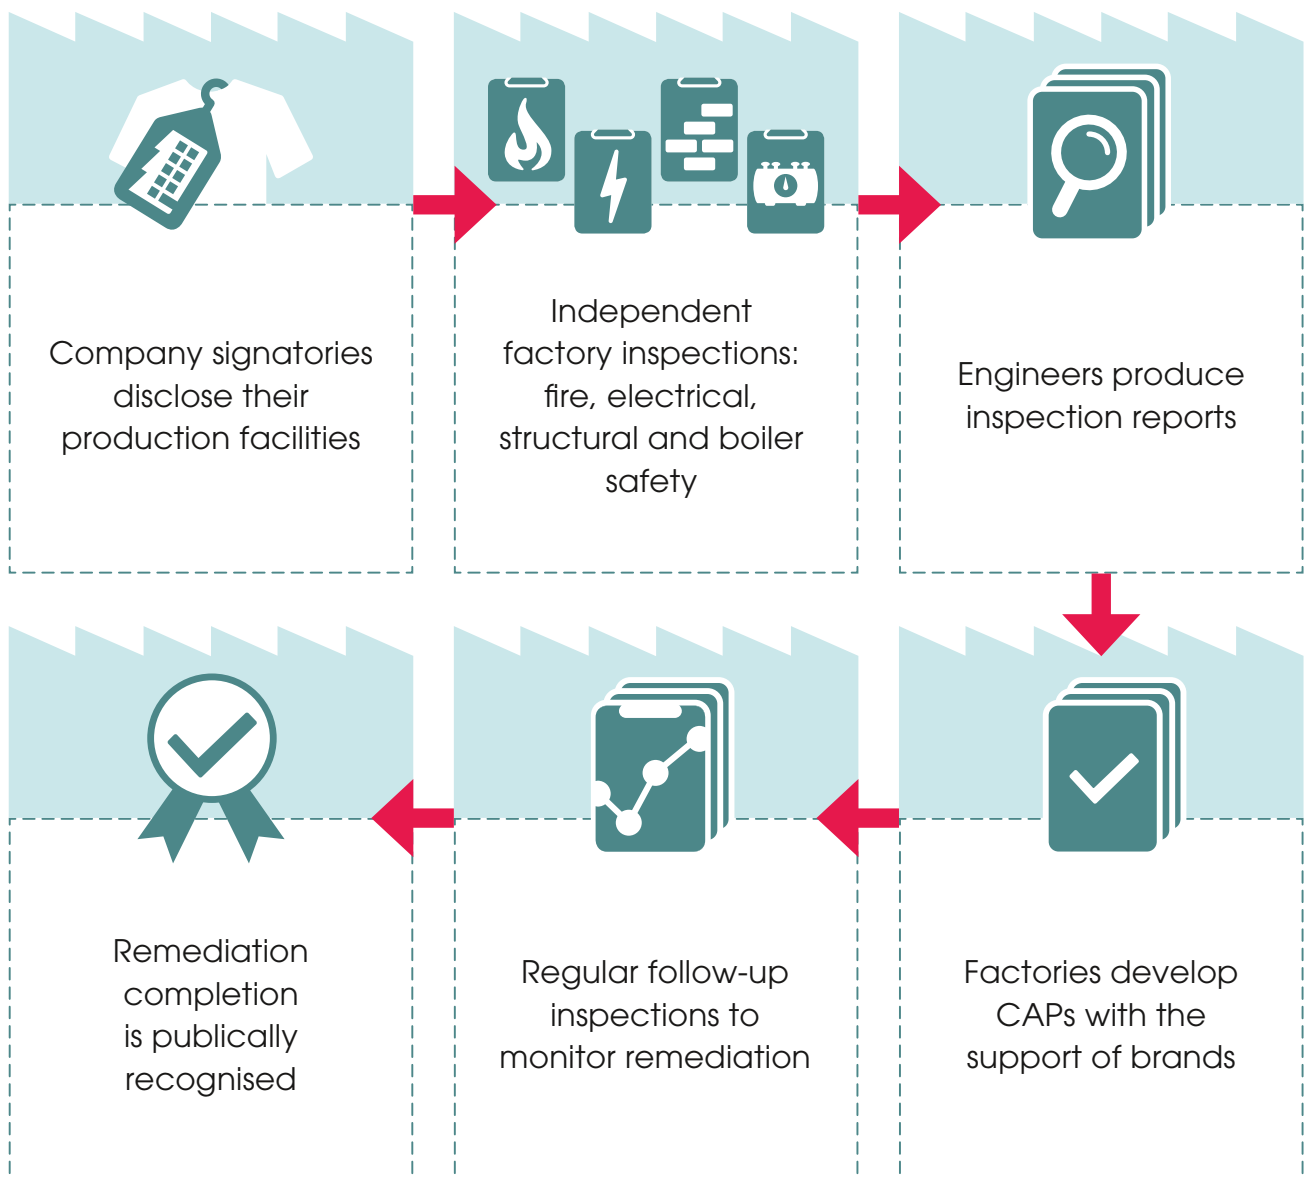 Company signatories
disclose their
production facilities
Independent
factory inspections:
fire, electrical,
structural and boiler
safety
Engineers produce
inspection reports
Factories develop
CAPs with the
support of brands
Regular follow-up
inspections to
monitor remediation
Remediation
completion
is publically
recognised